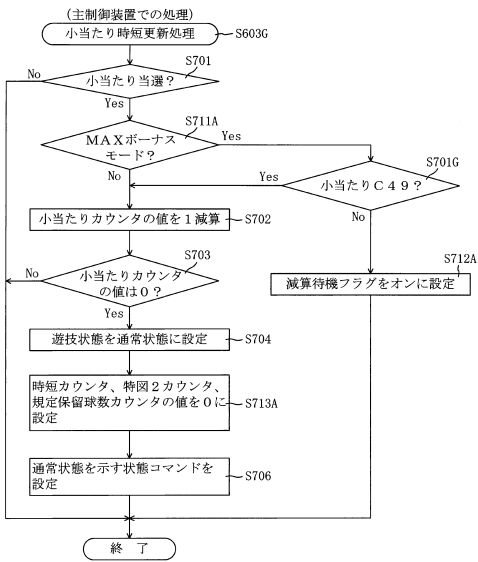 (主制御装置での処理)
小当たり時短更新処理
S603G
S701
No
小当たり当選?
Yes
S711A
MAXボーナス
モード?
Yes
No
S701G
Yes
小当たりC49?
No
小当たりカウンタの値を1減算
S702
S703
No
小当たりカウンタ
の値は0?
Yes
S712A
減算待機フラグをオンに設定
遊技状態を通常状態に設定
S704
時短カウンタ、特図2カウンタ、
規定保留球数カウンタの値を0に
設定
S713A
通常状態を示す状態コマンドを
設定
S706
終 了